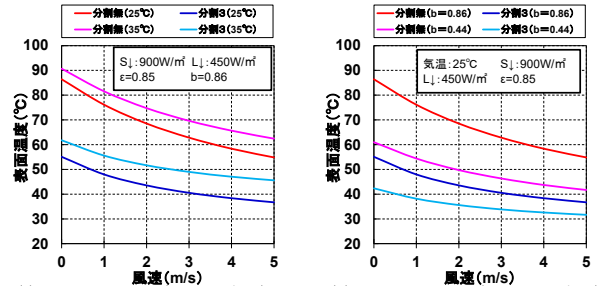 分割無(25℃) 分割3(25℃)
分割無(35℃) 分割3(35℃)
S↓:900W/㎡ L↓:450W/㎡
ε=0.85 b=0.86
表面温度(℃)
100
90
80
70
60
50
40
30
20
0 1 2 3 4 5
風速(m/s)
分割無(b=0.86) 分割3(b=0.86)
分割無(b=0.44) 分割3(b=0.44)
気温:25℃ S↓:900W/㎡
L↓:450W/㎡ ε=0.85
表面温度(℃)
100
90
80
70
60
50
40
30
20
0 1 2 3 4 5
風速(m/s)